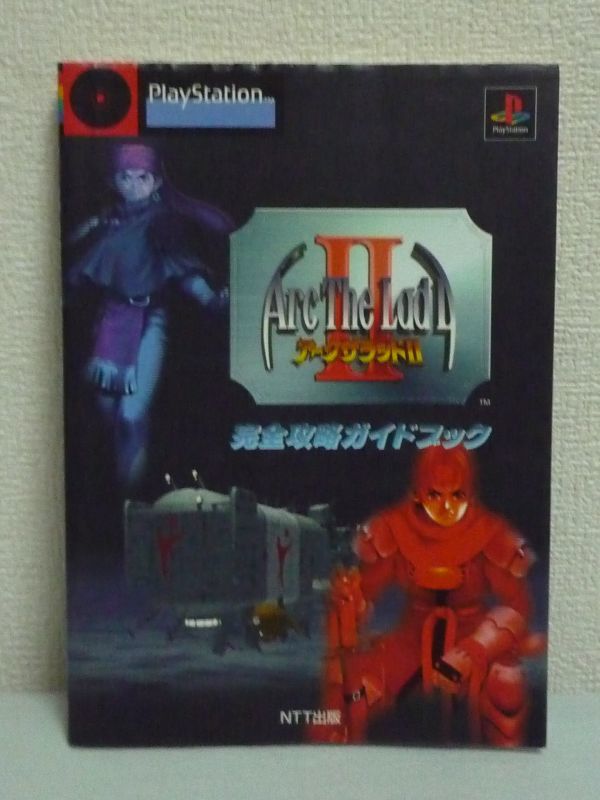 PlayStation™
PlayStation
II
Arc The Lad
アークザラッドII
TM
完全攻略ガイドブック
NTT出版